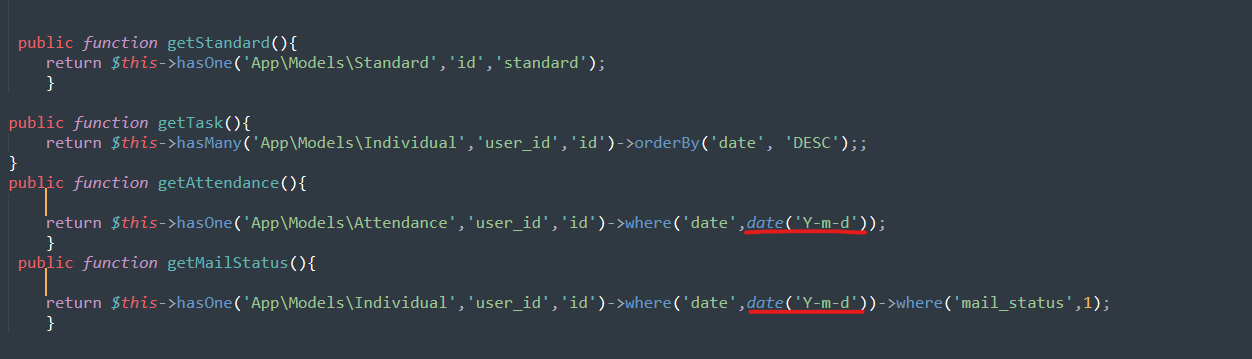 public function getStandard(){
return $this->hasOne('App\Models\Standard','id','standard');
}
public function getTask(){
return $this->hasMany('App\Models\Individual','user_id','id')->orderBy('date', 'DESC');;
}
public function getAttendance(){
return $this->hasOne('App\Models\Attendance','user_id','id')->where('date',date('Y-m-d'));
}
public function getMailStatus(){
return $this->hasOne('App\Models\Individual','user_id','id')->where('date',date('Y-m-d'))->where('mail_status',1);
}